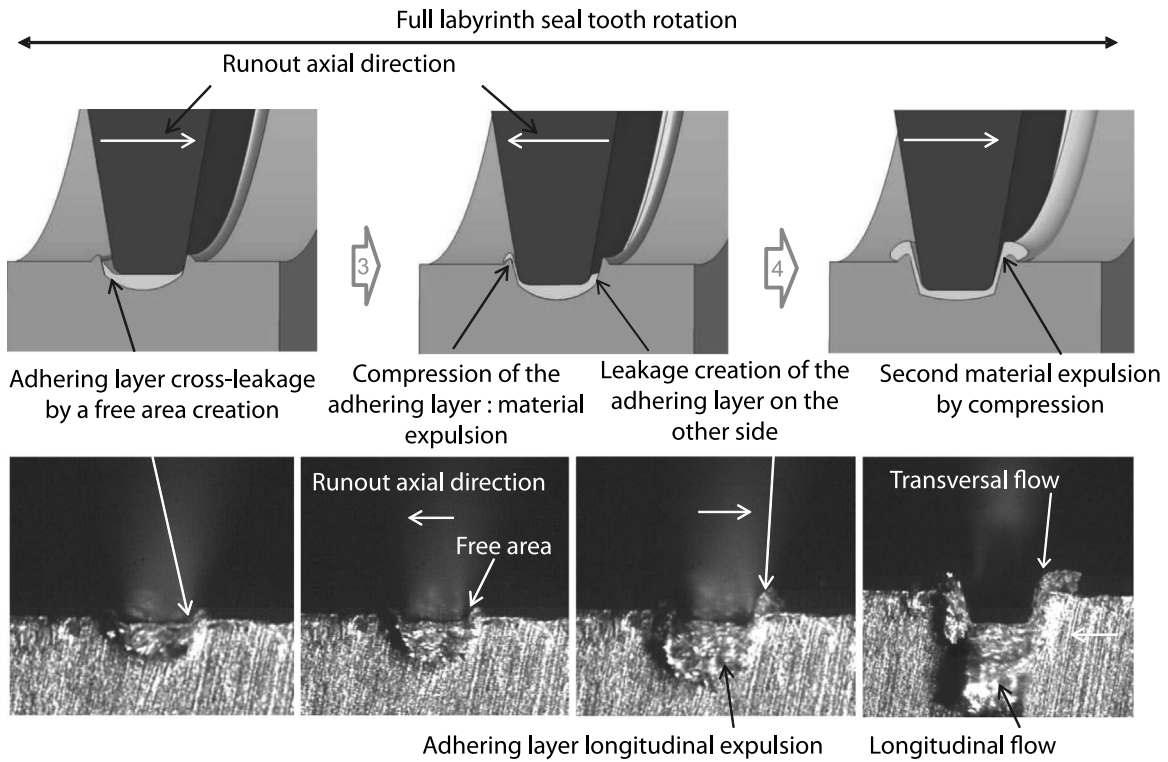 Full labyrinth seal tooth rotation
Runout axial direction
3
4
Adhering layer cross-leakage
by a free area creation
Compression of the
adhering layer : material
expulsion
Leakage creation of the
adhering layer on the
other side
Second material expulsion
by compression
Runout axial direction
Free area
Transversal flow
Adhering layer longitudinal expulsion
Longitudinal flow